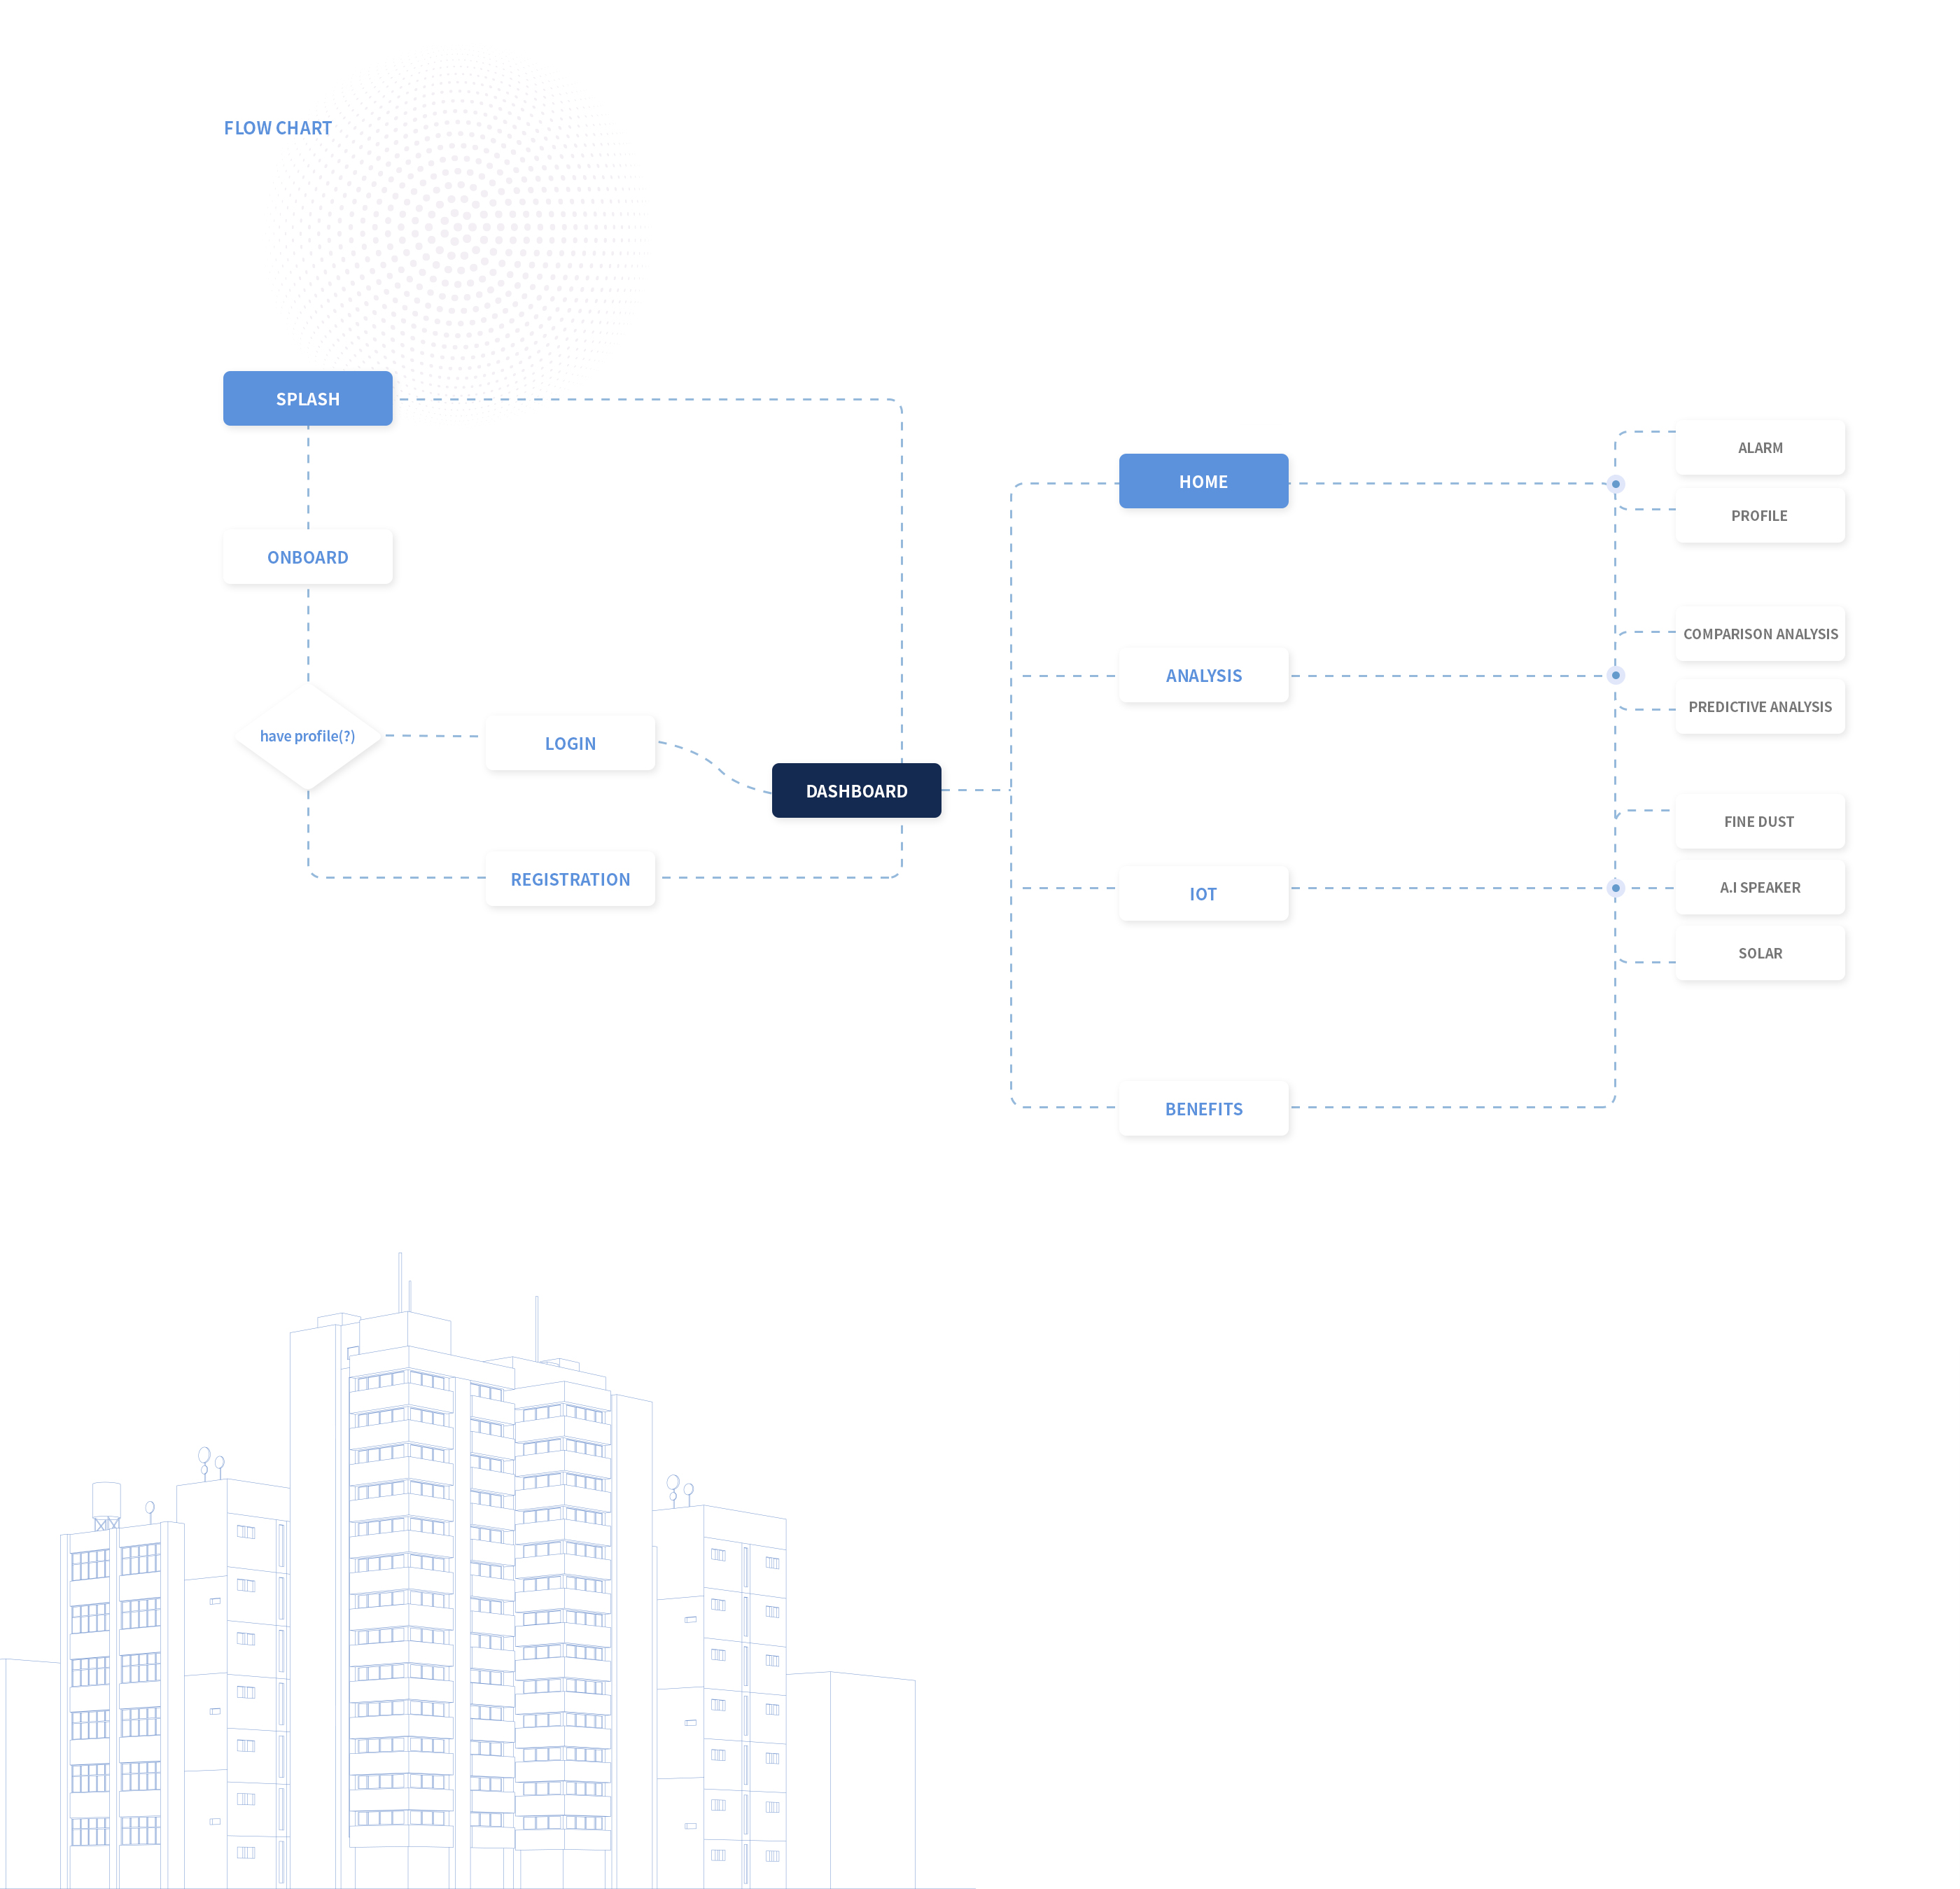 FLOW CHART
SPLASH
ONBOARD
have profile(?)
LOGIN
REGISTRATION
DASHBOARD
HOME
ANALYSIS
IOT
BENEFITS
ALARM
PROFILE
COMPARISON ANALYSIS
PREDICTIVE ANALYSIS
FINE DUST
A.I SPEAKER
SOLAR